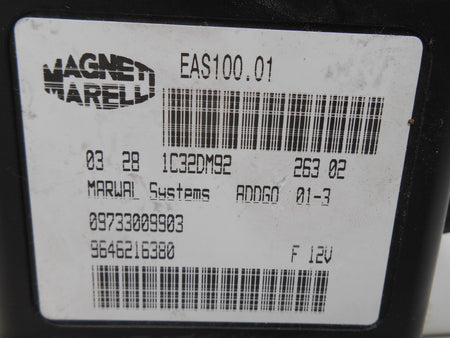 MAGNETI MARELLI
EAS100.01
03 28 1C32DM92 263 02
MARWAL Systems ADDGO 01-3
09733009903
9646216380 F 12V